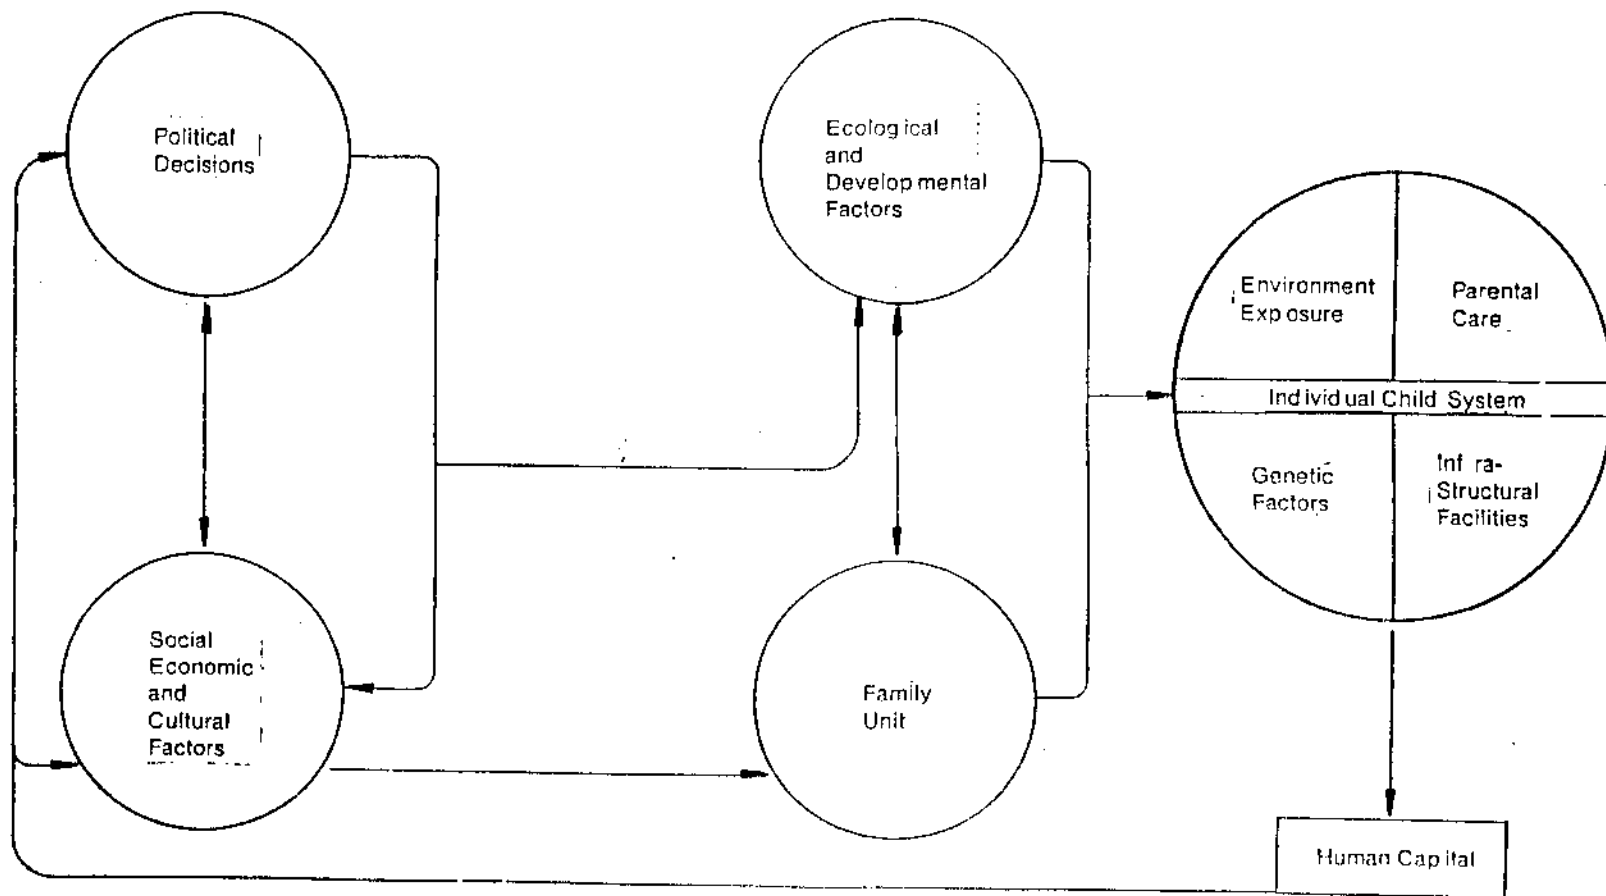 Political
Decisions
Ecological
and
Developmental
Factors
Environment
Exposure
Parental
Care
Individual Child System
Genetic
Factors
Infra-
Structural
Facilities
Social
Economic
and
Cultural
Factors
Family
Unit
Human Capital